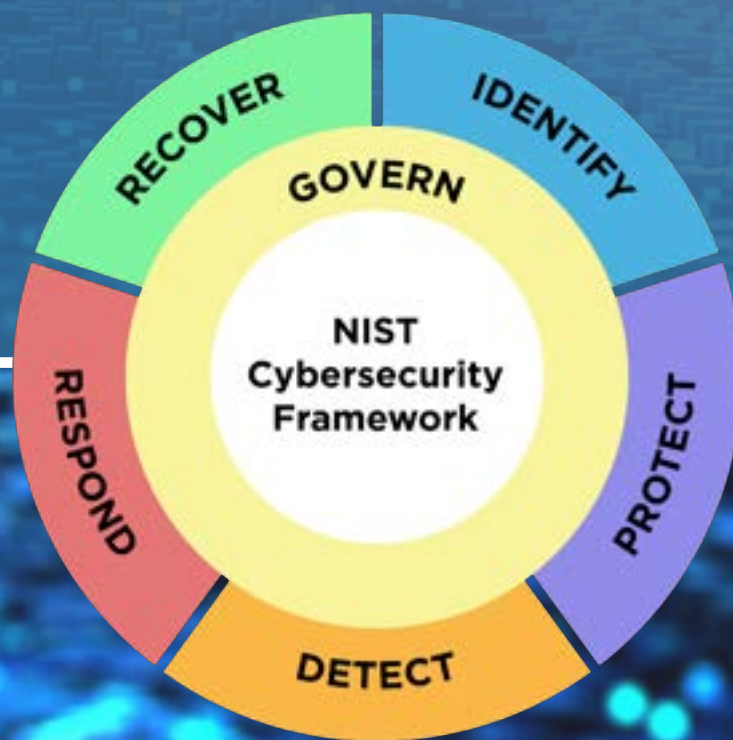 RECOVER
IDENTIFY
GOVERN
NIST
Cybersecurity
Framework
RESPOND
PROTECT
DETECT